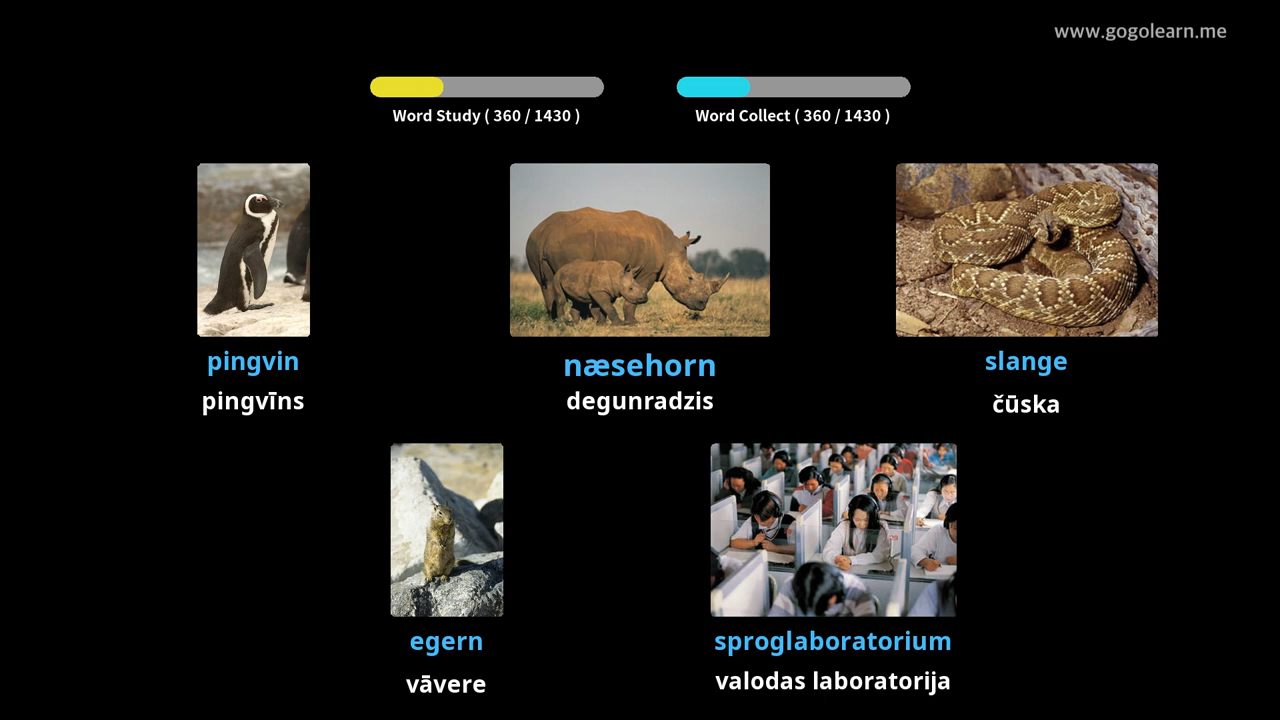 www.gogolearn.me
Word Study ( 360 / 1430 )
Word Collect ( 360 / 1430 )
pingvin
pingvīns
næsehorn
degunradzis
slange
čūska
egern
vāvere
sproglaboratorium
valodas laboratorija